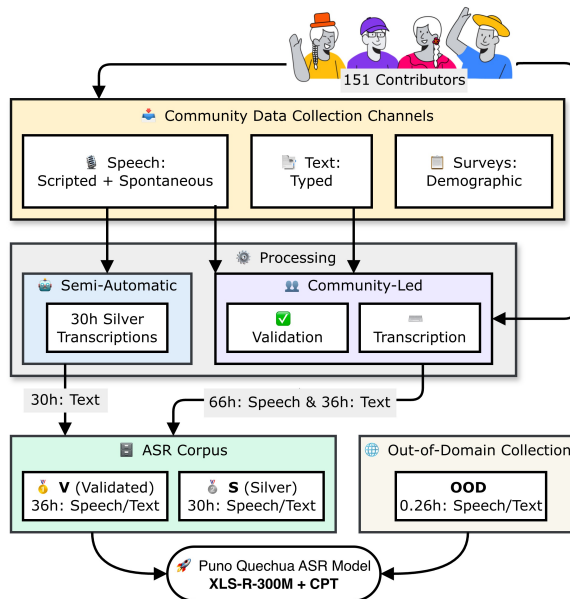 151 Contributors
Community Data Collection Channels
Speech:
Scripted + Spontaneous
Text:
Typed
Surveys:
Demographic
Processing
Semi-Automatic
30h Silver
Transcriptions
Community-Led
Validation
Transcription
30h: Text
66h: Speech & 36h: Text
ASR Corpus
V (Validated)
36h: Speech/Text
S (Silver)
30h: Speech/Text
Out-of-Domain Collection
OOD
0.26h: Speech/Text
Puno Quechua ASR Model
XLS-R-300M + CPT